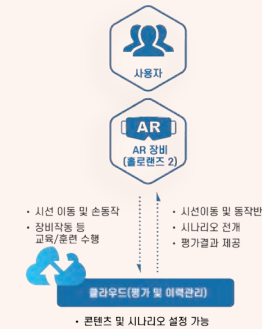 사용자
AR
AR 장비
(홀로랜즈 2)
• 시선 이동 및 손동작
• 장비작동 등
교육/훈련 수행
• 시선이동 및 동작반
• 시나리오 전개
• 평가결과 제공
클라우드(평가 및 이력관리)
• 콘텐츠 및 시나리오 설정 가능